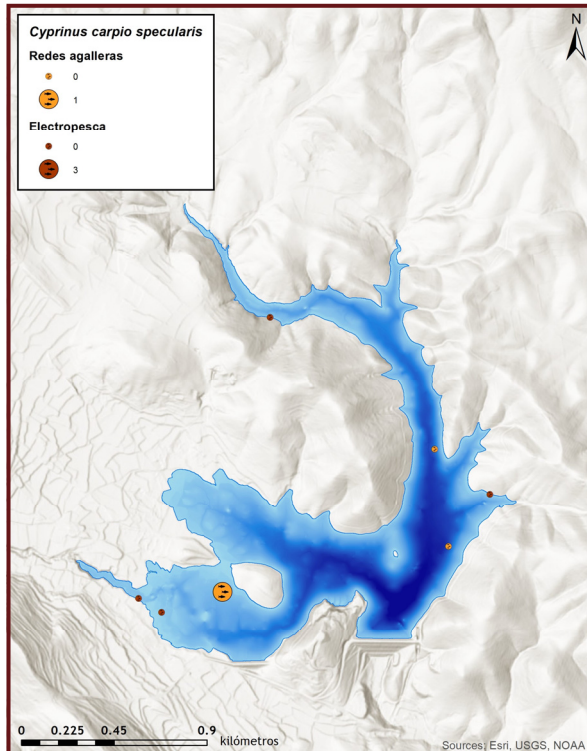 Cyprinus carpio specularis
Redes agalleras
0
1
Electropesca
0
3
N
0 0.225 0.45 0.9
kilómetros
Sources: Esri, USGS, NOAA